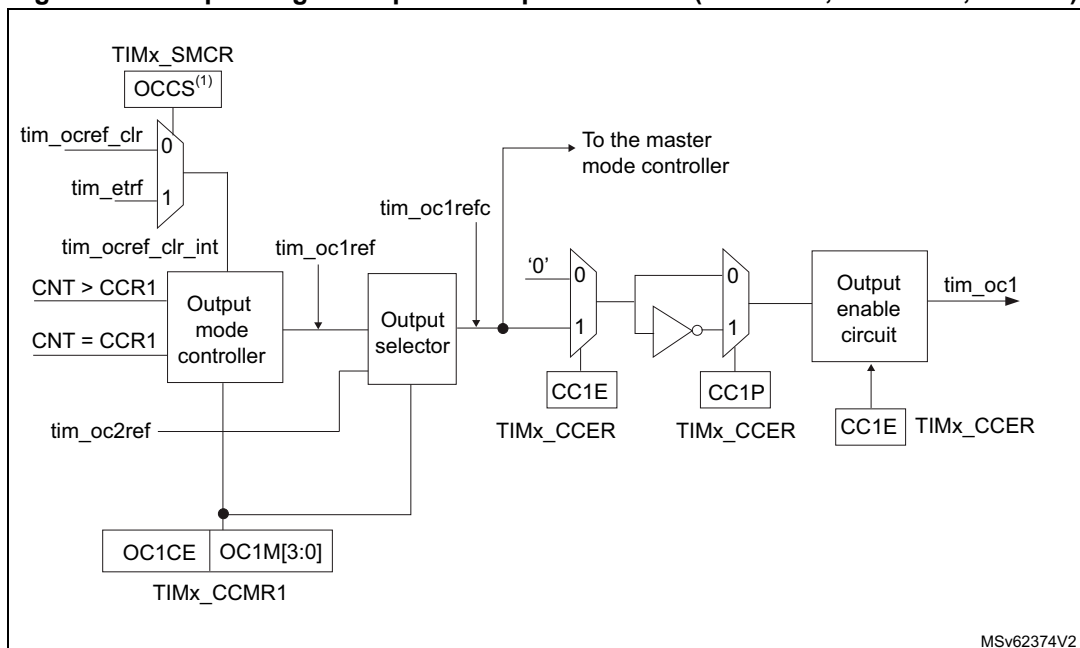 TIMx_SMCR
OCCS(1)
tim_ocref_clr
0
tim_etrf
1
tim_ocref_clr_int
To the master
mode controller
tim_oc1refc
tim_oc1ref
CNT > CCR1
CNT = CCR1
Output
mode
controller
Output
selector
tim_oc2ref
'0'
0
1
CC1E
TIMx_CCER
0
1
CC1P
TIMx_CCER
Output
enable
circuit
tim_oc1
CC1E
TIMx_CCER
OC1CE
OC1M[3:0]
TIMx_CCMR1
MSv62374V2